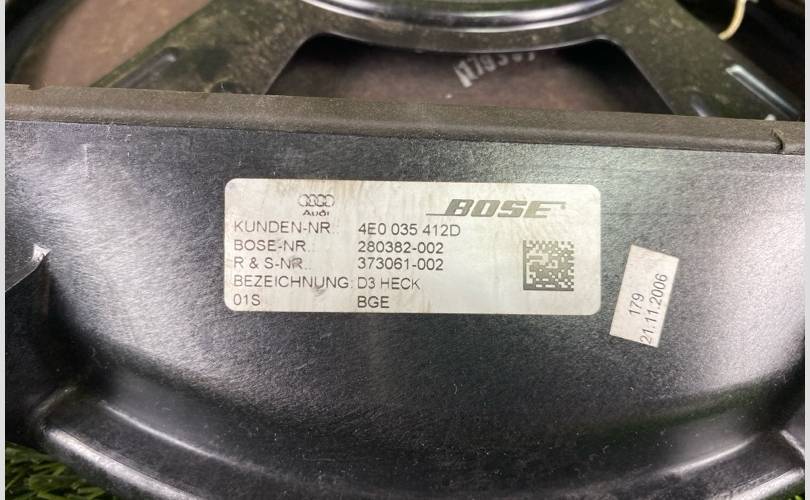 Audi
BOSE
KUNDEN-NR.: 4E0 035 412D
BOSE-NR.: 280382-002
R & S-NR.: 373061-002
BEZEICHNUNG: D3 HECK
01S BGE
179
21.11.2006